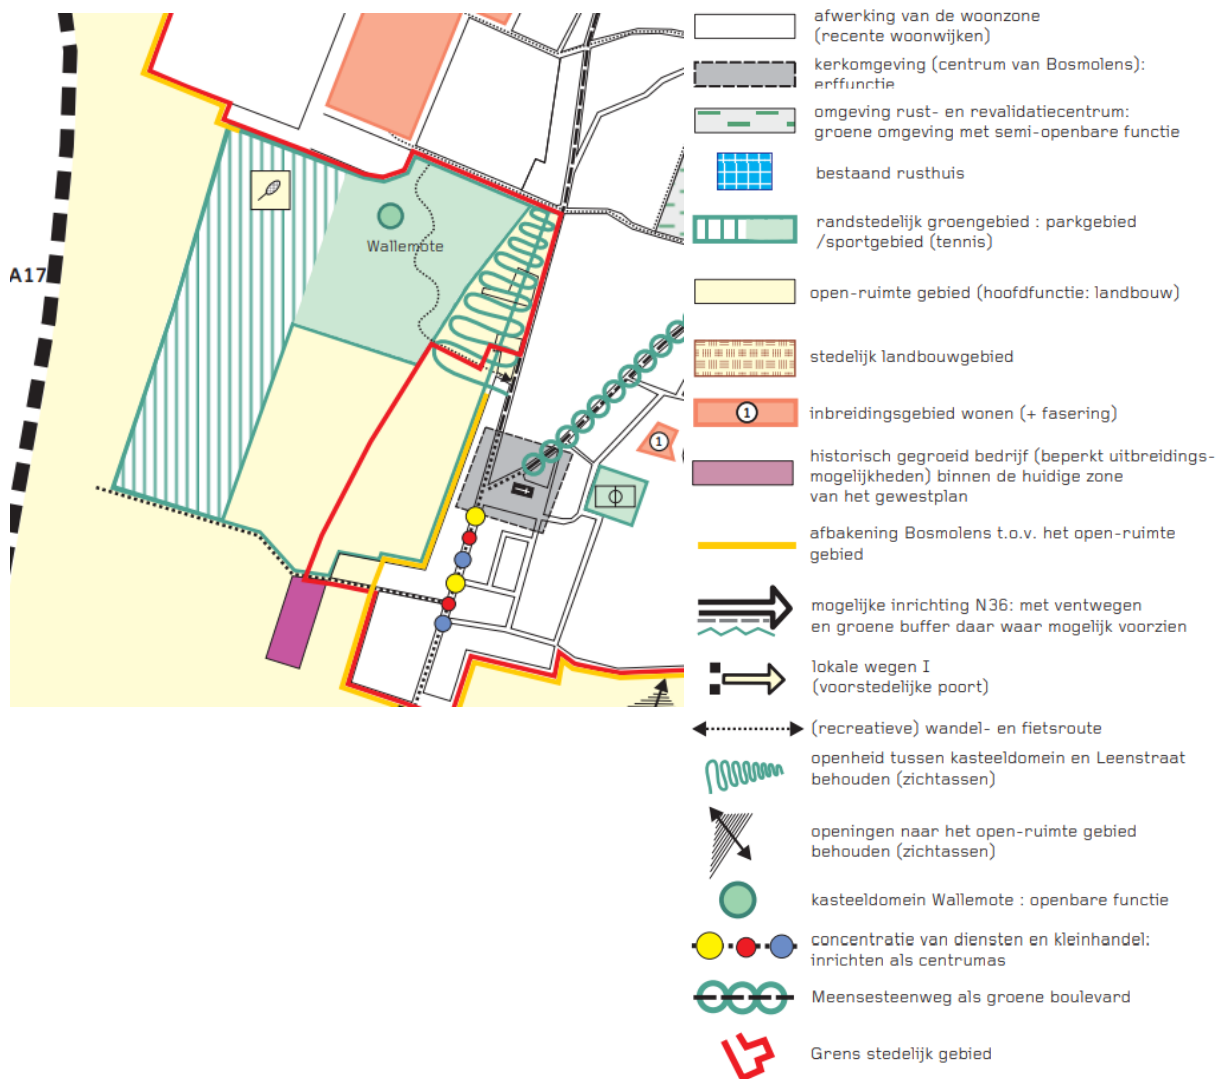 A17
Wallemote
1
afwerking van de woonzone
(recente woonwijken)
kerkomgeving (centrum van Bosmolens):
erffunctie
omgeving rust- en revalidatiecentrum:
groene omgeving met semi-openbare functie
bestaand rusthuis
randstedelijk groengebied : parkgebied
/sportgebied (tennis)
open-ruimte gebied (hoofdfunctie: landbouw)
stedelijk landbouwgebied
1
inbreidingsgebied wonen (+ fasering)
historisch gegroeid bedrijf (beperkt uitbreidings-
mogelijkheden) binnen de huidige zone
van het gewestplan
afbakening Bosmolens t.o.v. het open-ruimte
gebied
mogelijke inrichting N36: met ventwegen
en groene buffer daar waar mogelijk voorzien
lokale wegen I
(voorstedelijke poort)
(recreatieve) wandel- en fietsroute
openheid tussen kasteeldomein en Leenstraat
behouden (zichtassen)
openingen naar het open-ruimte gebied
behouden (zichtassen)
kasteeldomein Wallemote : openbare functie
concentratie van diensten en kleinhandel:
inrichten als centrumas
Meensesteenweg als groene boulevard
Grens stedelijk gebied